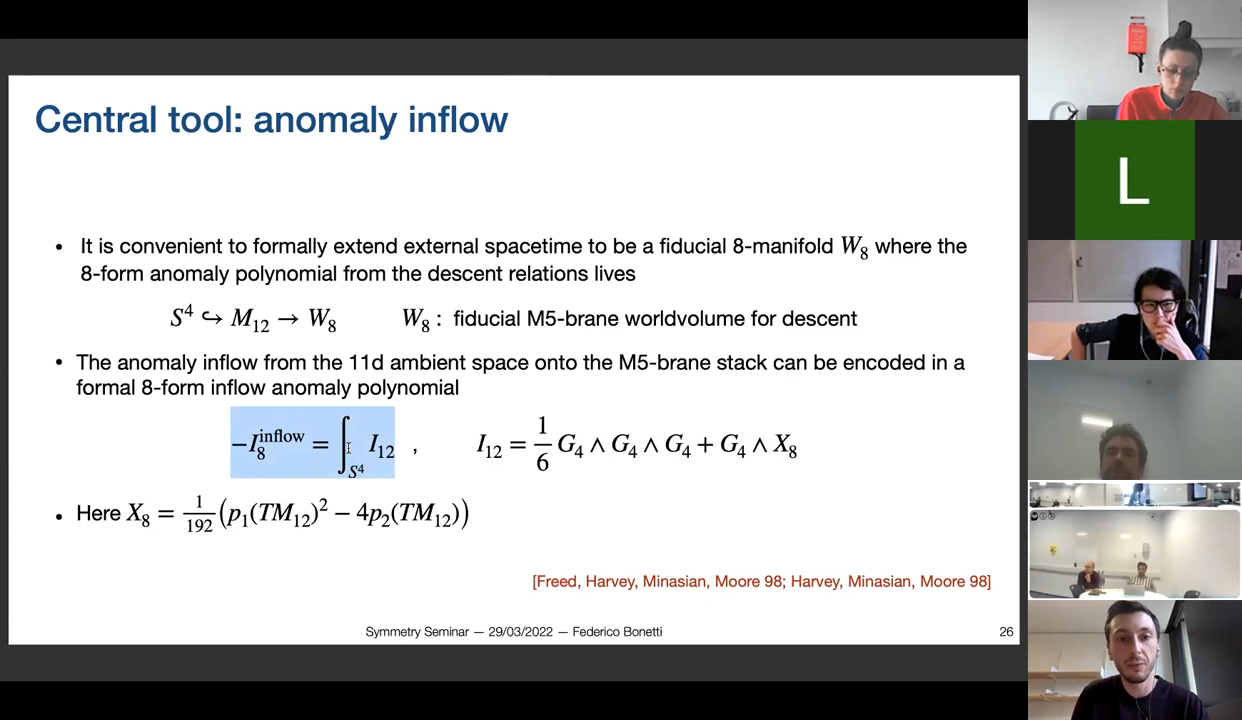 Central tool: anomaly inflow
• It is convenient to formally extend external spacetime to be a fiducial 8-manifold W₈ where the
8-form anomaly polynomial from the descent relations lives
S⁴ ↪ M₁₂ → W₈ W₈ : fiducial M5-brane worldvolume for descent
• The anomaly inflow from the 11d ambient space onto the M5-brane stack can be encoded in a
formal 8-form inflow anomaly polynomial
−I₈^inflow = ∫_S⁴ I₁₂ , I₁₂ = 1/6 G₄ ∧ G₄ ∧ G₄ + G₄ ∧ X₈
• Here X₈ = 1/192 (p₁(TM₁₂)² − 4p₂(TM₁₂))
[Freed, Harvey, Minasian, Moore 98; Harvey, Minasian, Moore 98]
Symmetry Seminar — 29/03/2022 — Federico Bonetti 26
L